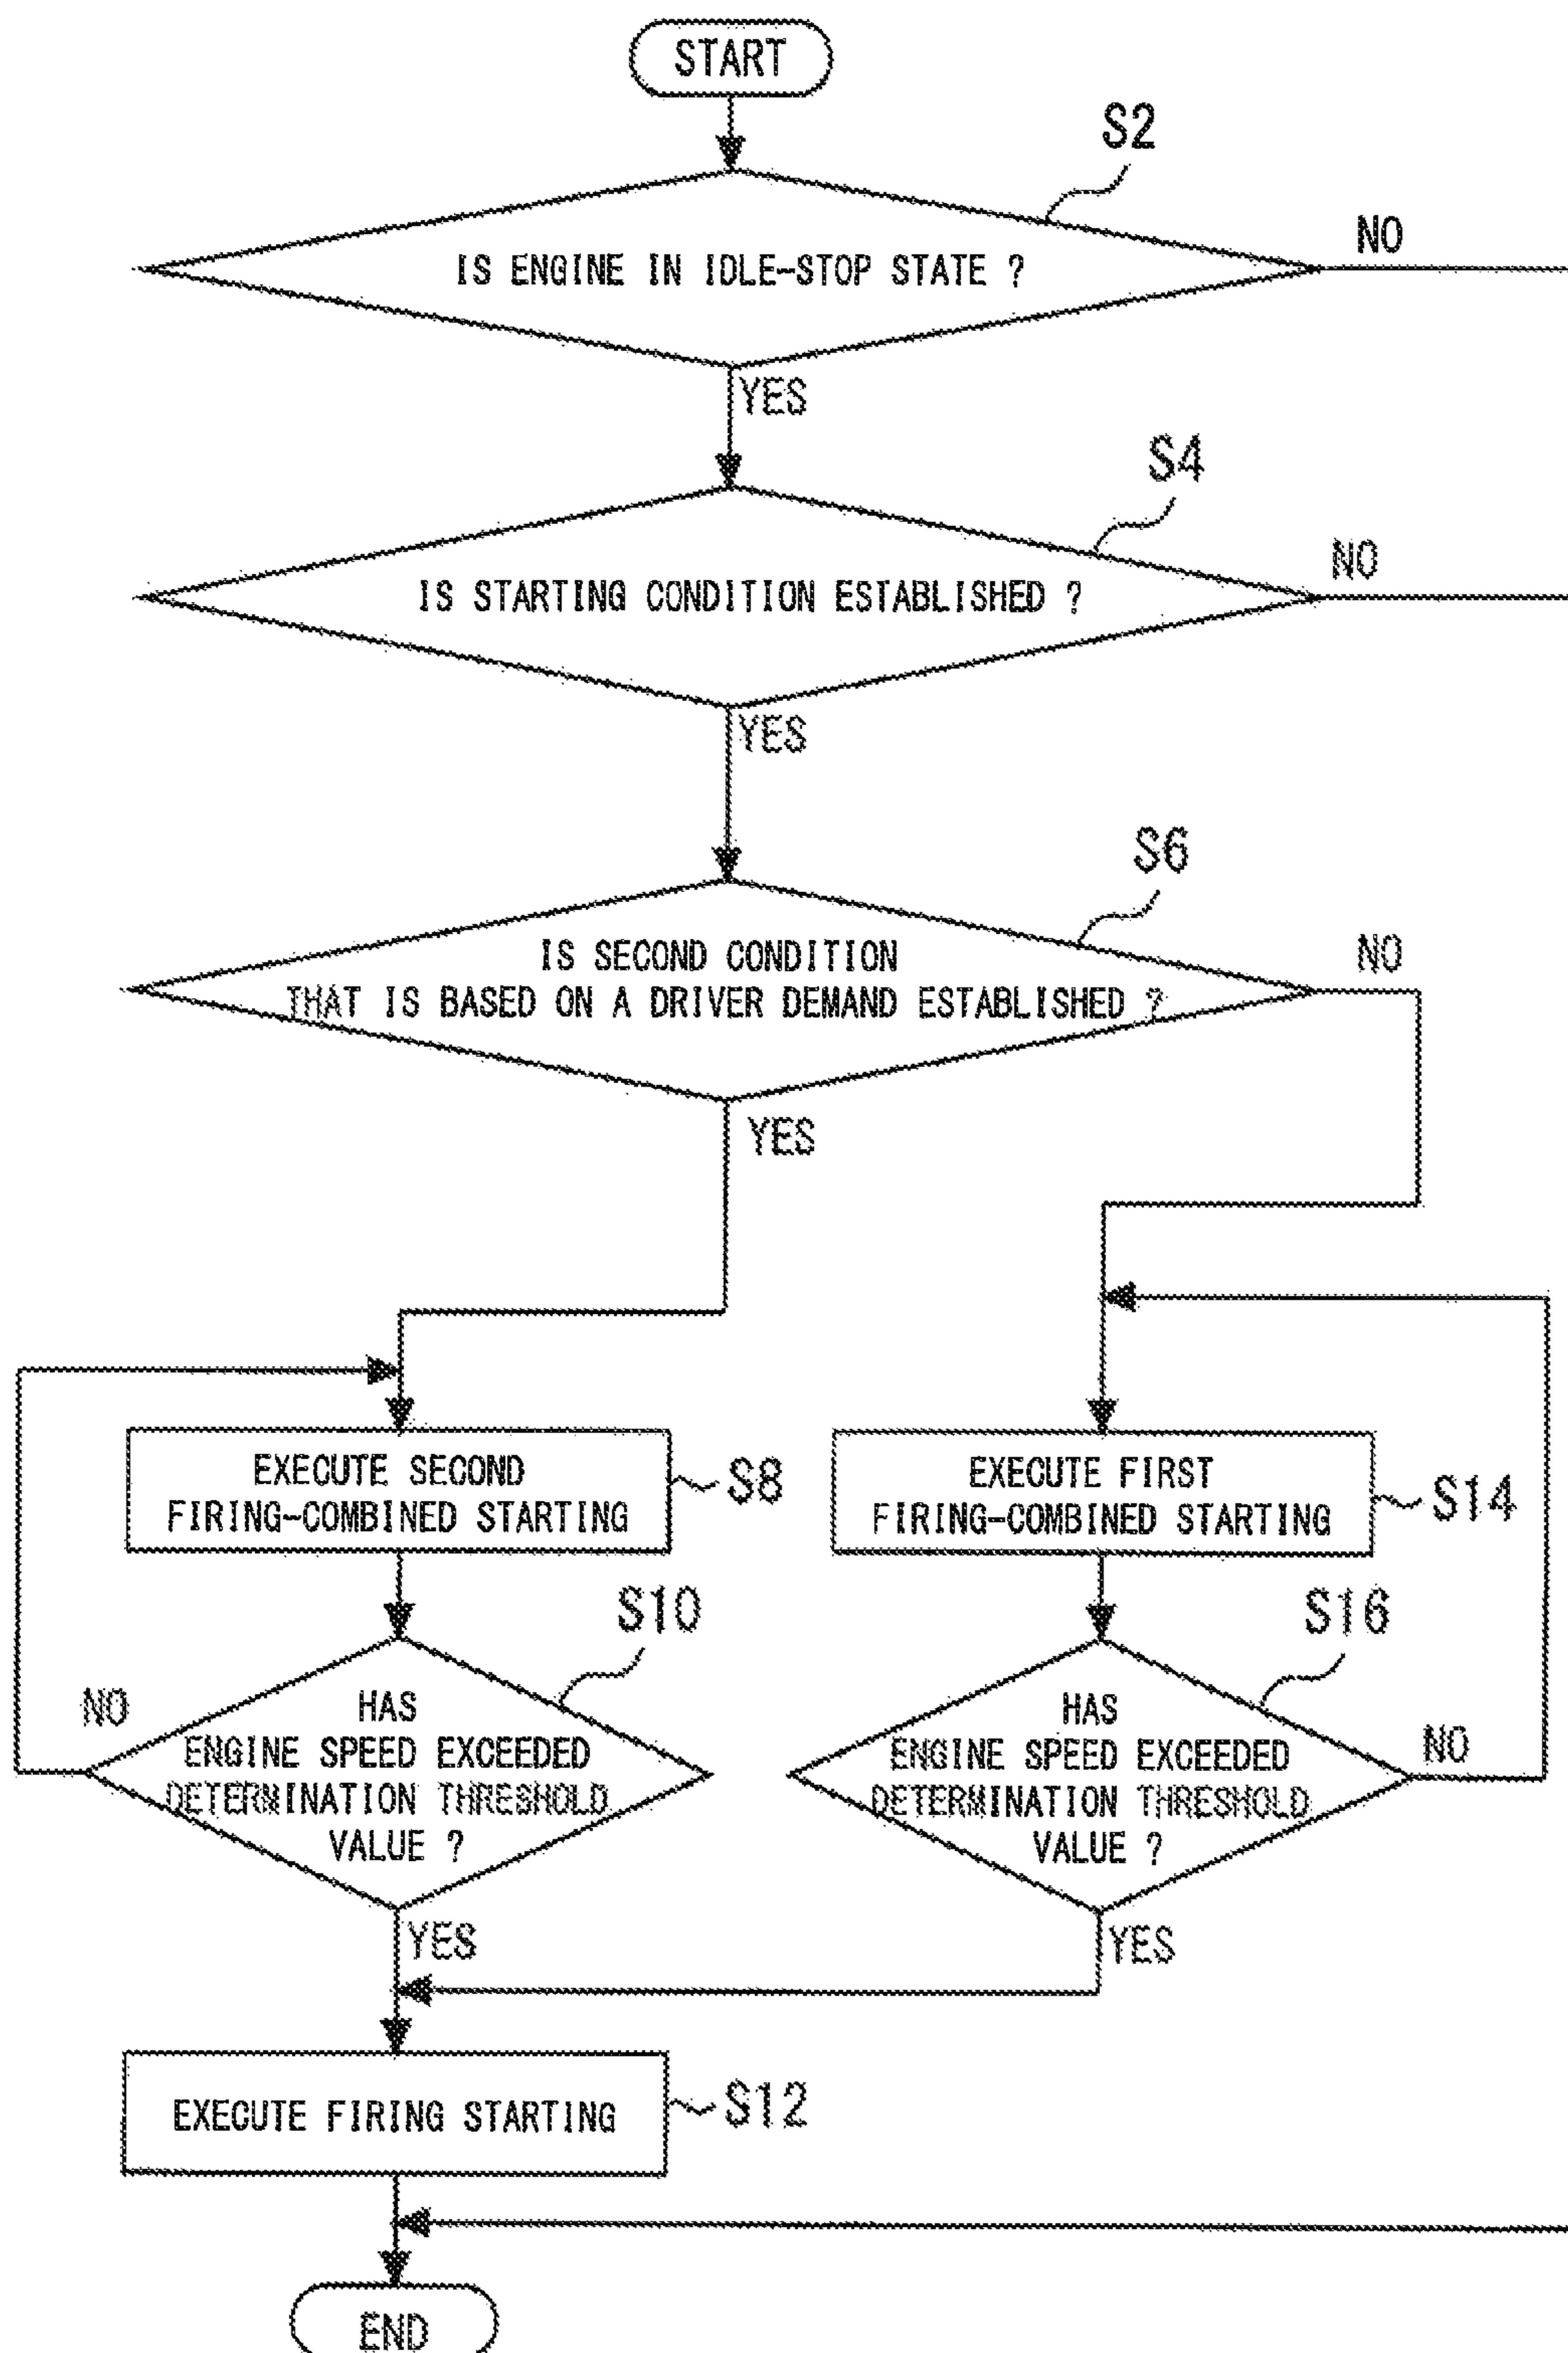 START
S2
IS ENGINE IN IDLE-STOP STATE ?
NO
YES
S4
IS STARTING CONDITION ESTABLISHED ?
NO
YES
S6
IS SECOND CONDITION
THAT IS BASED ON A DRIVER DEMAND ESTABLISHED ?
NO
YES
EXECUTE SECOND
FIRING-COMBINED STARTING
S8
EXECUTE FIRST
FIRING-COMBINED STARTING
S14
S10
HAS
ENGINE SPEED EXCEEDED
DETERMINATION THRESHOLD
VALUE ?
NO
YES
S16
HAS
ENGINE SPEED EXCEEDED
DETERMINATION THRESHOLD
VALUE ?
NO
YES
EXECUTE FIRING STARTING
S12
END